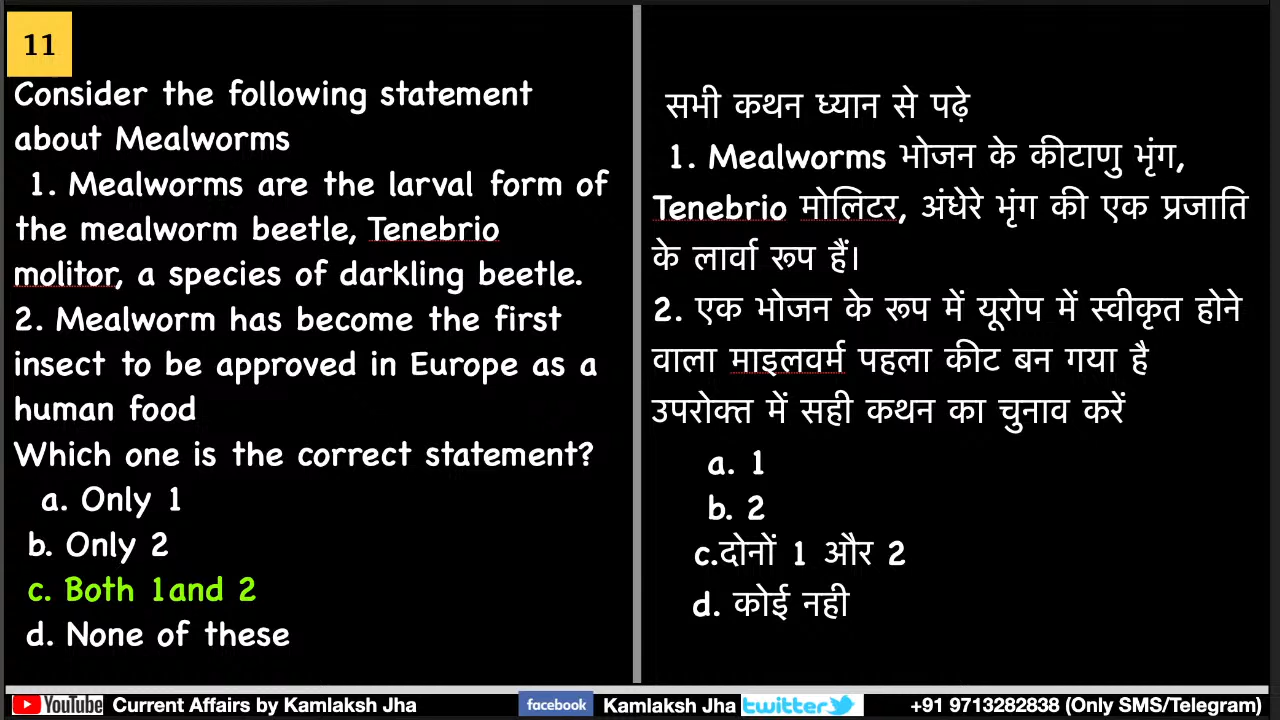 11
Consider the following statement
about Mealworms
1. Mealworms are the larval form of
the mealworm beetle, Tenebrio
molitor, a species of darkling beetle.
2. Mealworm has become the first
insect to be approved in Europe as a
human food
Which one is the correct statement?
a. Only 1
b. Only 2
c. Both 1and 2
d. None of these
सभी कथन ध्यान से पढ़े
1. Mealworms भोजन के कीटाणु भृंग,
Tenebrio मोलिटर, अंधेरे भृंग की एक प्रजाति
के लार्वा रूप हैं।
2. एक भोजन के रूप में यूरोप में स्वीकृत होने
वाला माइलवर्म पहला कीट बन गया है
उपरोक्त में सही कथन का चुनाव करें
a. 1
b. 2
c.दोनों 1 और 2
d. कोई नही
YouTube Current Affairs by Kamlaksh Jha facebook Kamlaksh Jha twitter +91 9713282838 (Only SMS/Telegram)